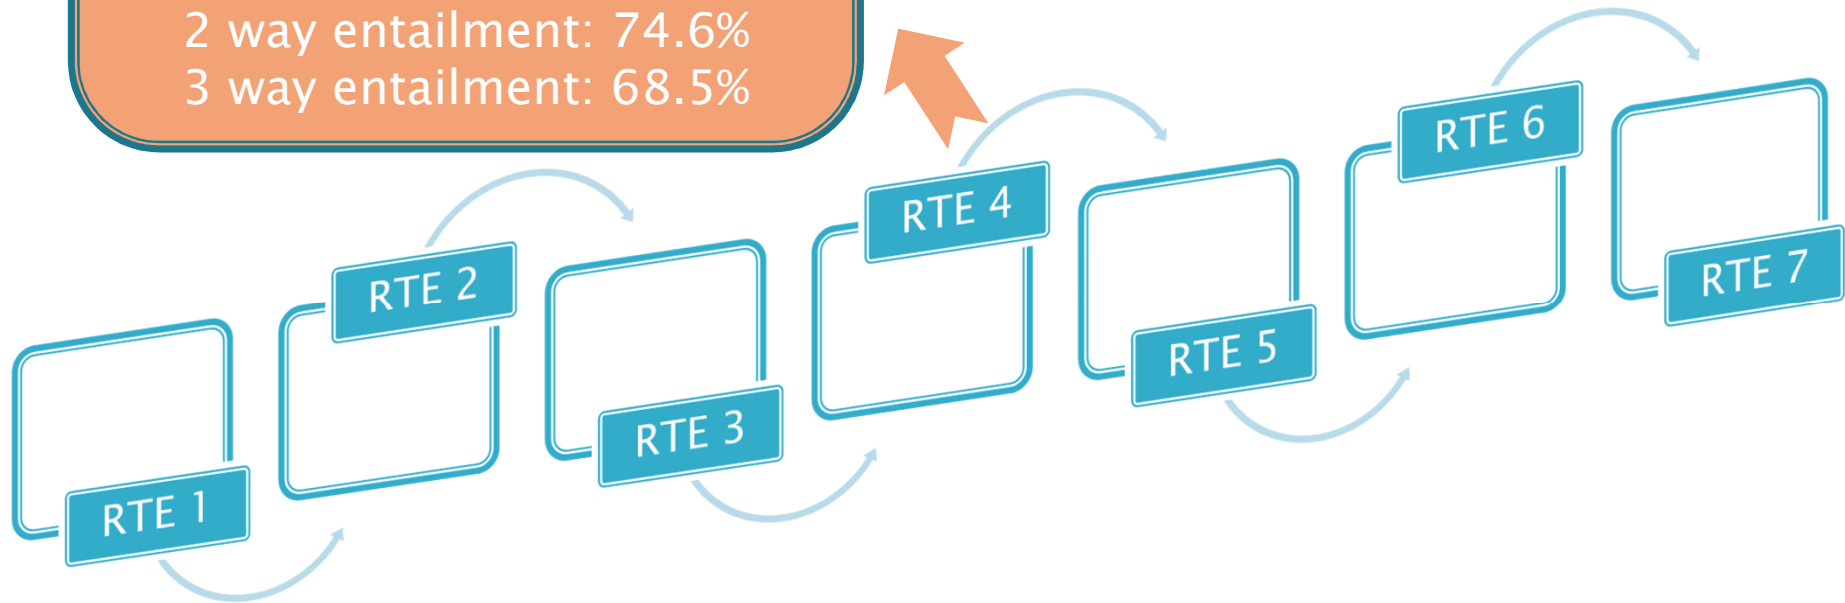 2 way entailment: 74.6%
3 way entailment: 68.5%
RTE 1
RTE 2
RTE 3
RTE 4
RTE 5
RTE 6
RTE 7